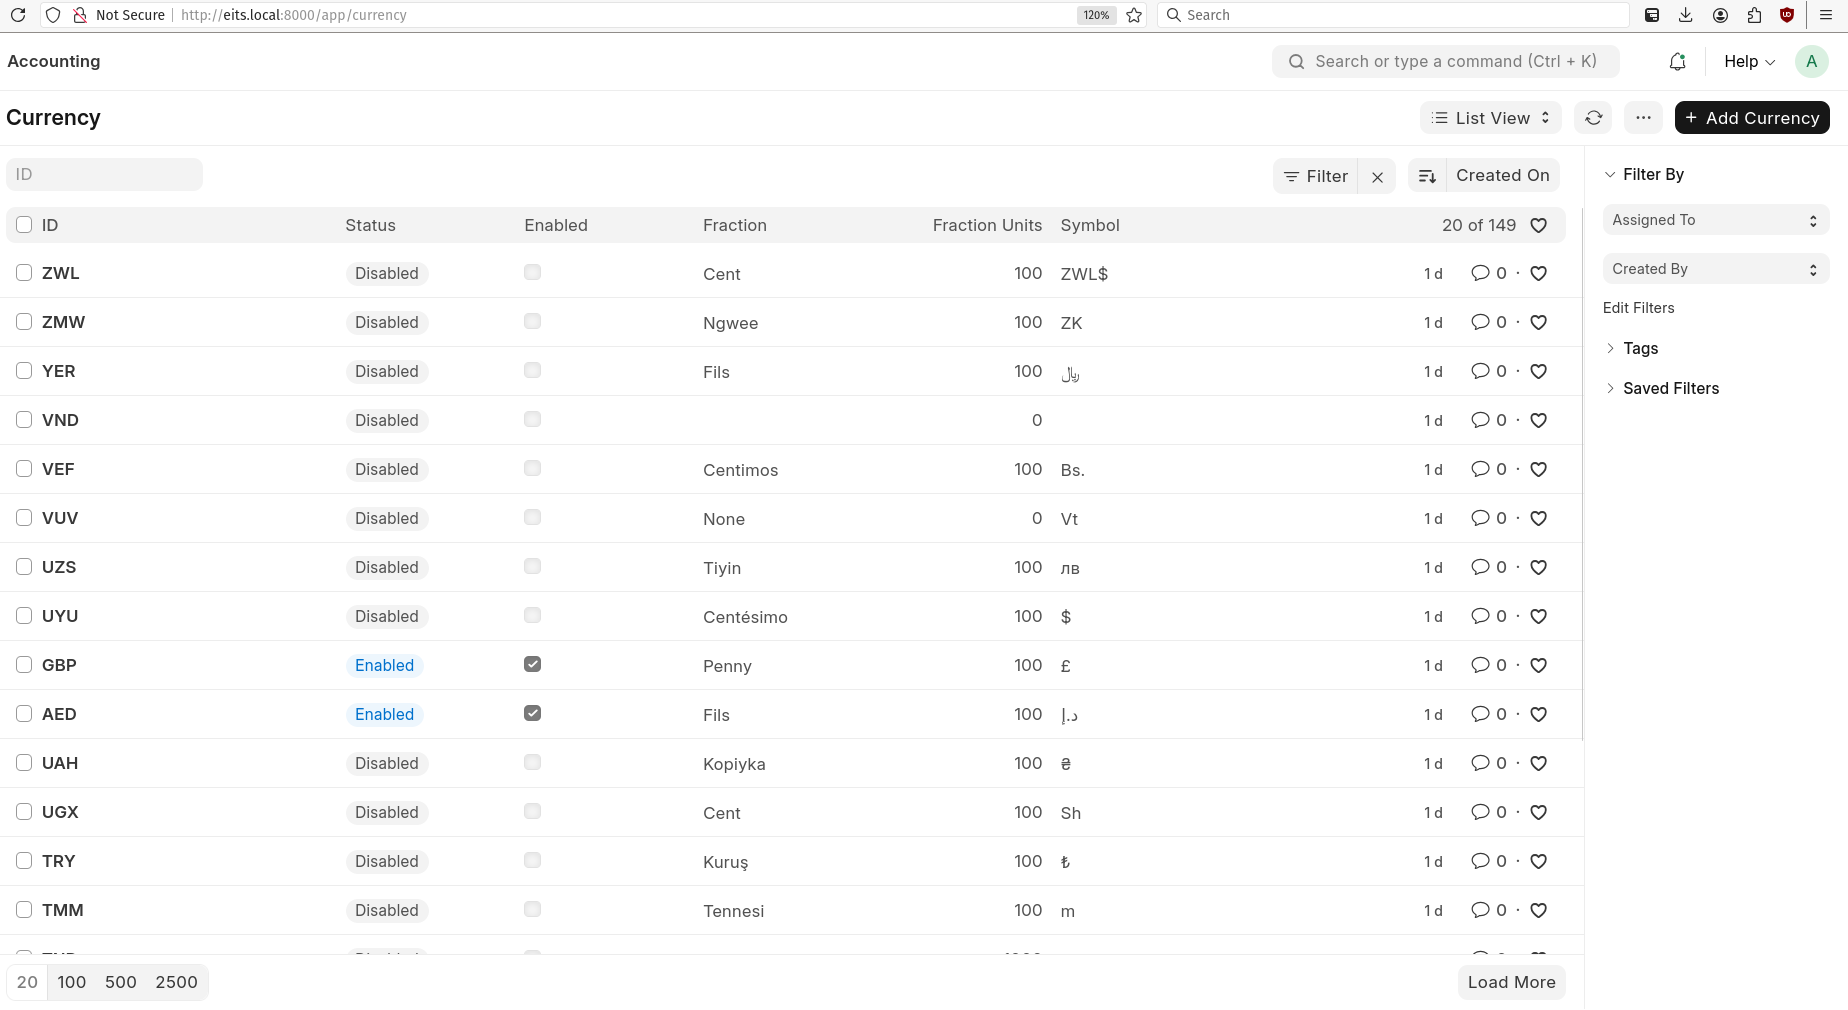 Not Secure http://eits.local:8000/app/currency 120% Search
Accounting Search or type a command (Ctrl + K) Help A
Currency List View Add Currency
ID Filter Created On Filter By
ID Status Enabled Fraction Fraction Units Symbol 20 of 149
Assigned To
ZWL Disabled Cent 100 ZWL$ 1 d 0 ·
Created By
ZMW Disabled Ngwee 100 ZK 1 d 0 ·
Edit Filters
YER Disabled Fils 100 ﷼ 1 d 0 ·
Tags
VND Disabled 0 1 d 0 ·
Saved Filters
VEF Disabled Centimos 100 Bs. 1 d 0 ·
VUV Disabled None 0 Vt 1 d 0 ·
UZS Disabled Tiyin 100 лв 1 d 0 ·
UYU Disabled Centésimo 100 $ 1 d 0 ·
GBP Enabled Penny 100 £ 1 d 0 ·
AED Enabled Fils 100 د.إ 1 d 0 ·
UAH Disabled Kopiyka 100 ₴ 1 d 0 ·
UGX Disabled Cent 100 Sh 1 d 0 ·
TRY Disabled Kuruş 100 ₺ 1 d 0 ·
TMM Disabled Tennesi 100 m 1 d 0 ·
20 100 500 2500 Load More